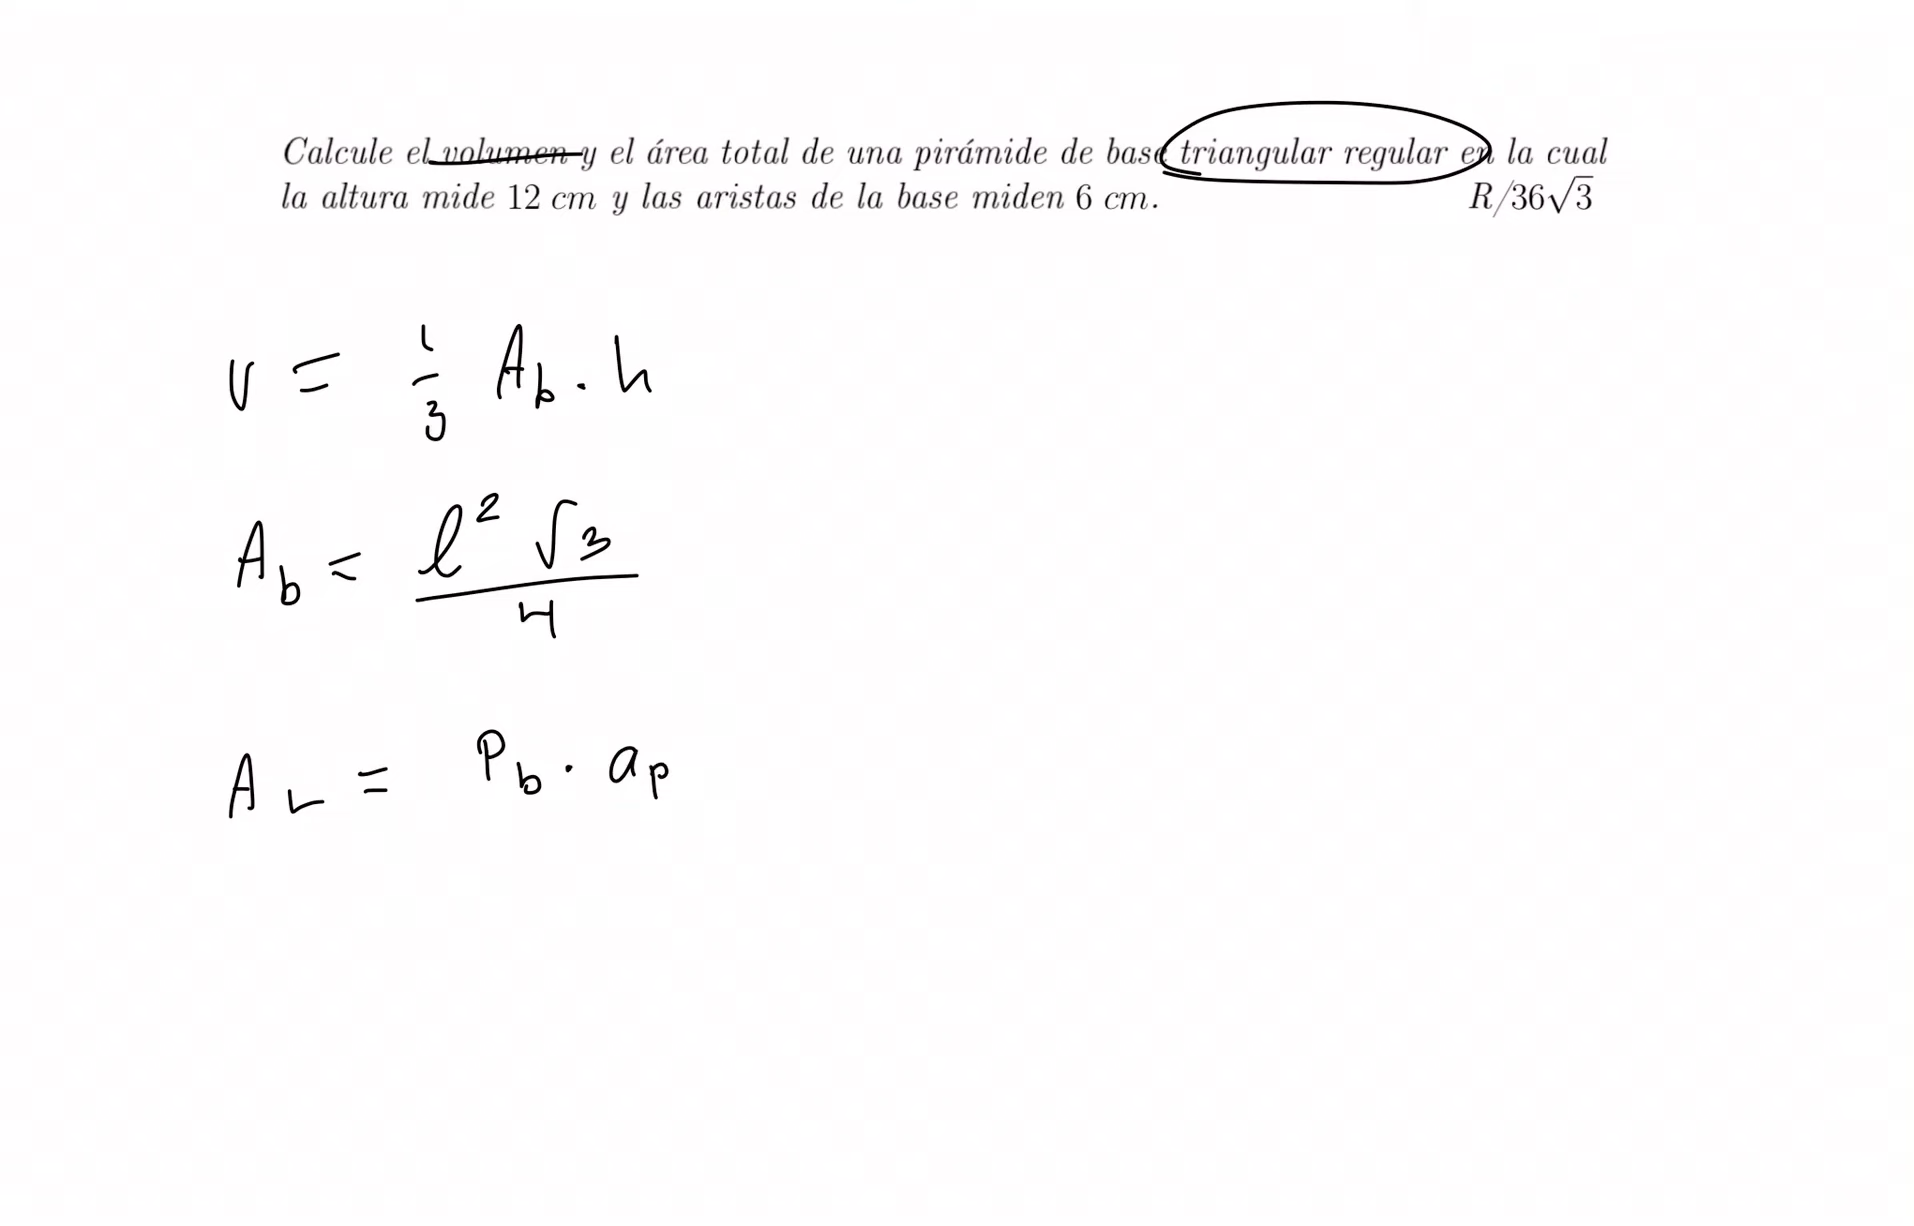 Calcule el volumen y el área total de una pirámide de base triangular regular en la cual
la altura mide 12 cm y las aristas de la base miden 6 cm. R/36√3
V = 1/3 A_b · h
A_b = l² √3 / 4
A_L = P_b · a_p